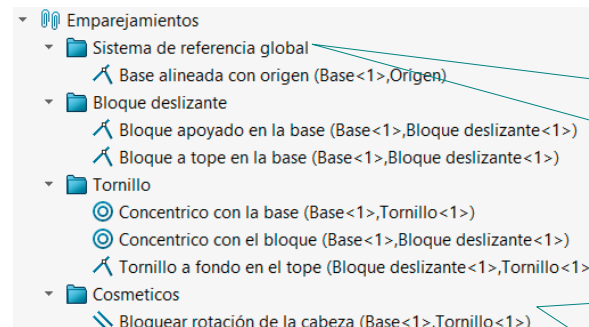 Emparejamientos
Sistema de referencia global
Base alineada con origen (Base<1>,Origen)
Bloque deslizante
Bloque apoyado en la base (Base<1>,Bloque deslizante<1>)
Bloque a tope en la base (Base<1>,Bloque deslizante<1>)
Tornillo
Concentrico con la base (Base<1>,Tornillo<1>)
Concentrico con el bloque (Base<1>,Bloque deslizante<1>)
Tornillo a fondo en el tope (Bloque deslizante<1>,Tornillo<1>
Cosmeticos
Bloquear rotación de la cabeza (Base<1>,Tornillo<1>)